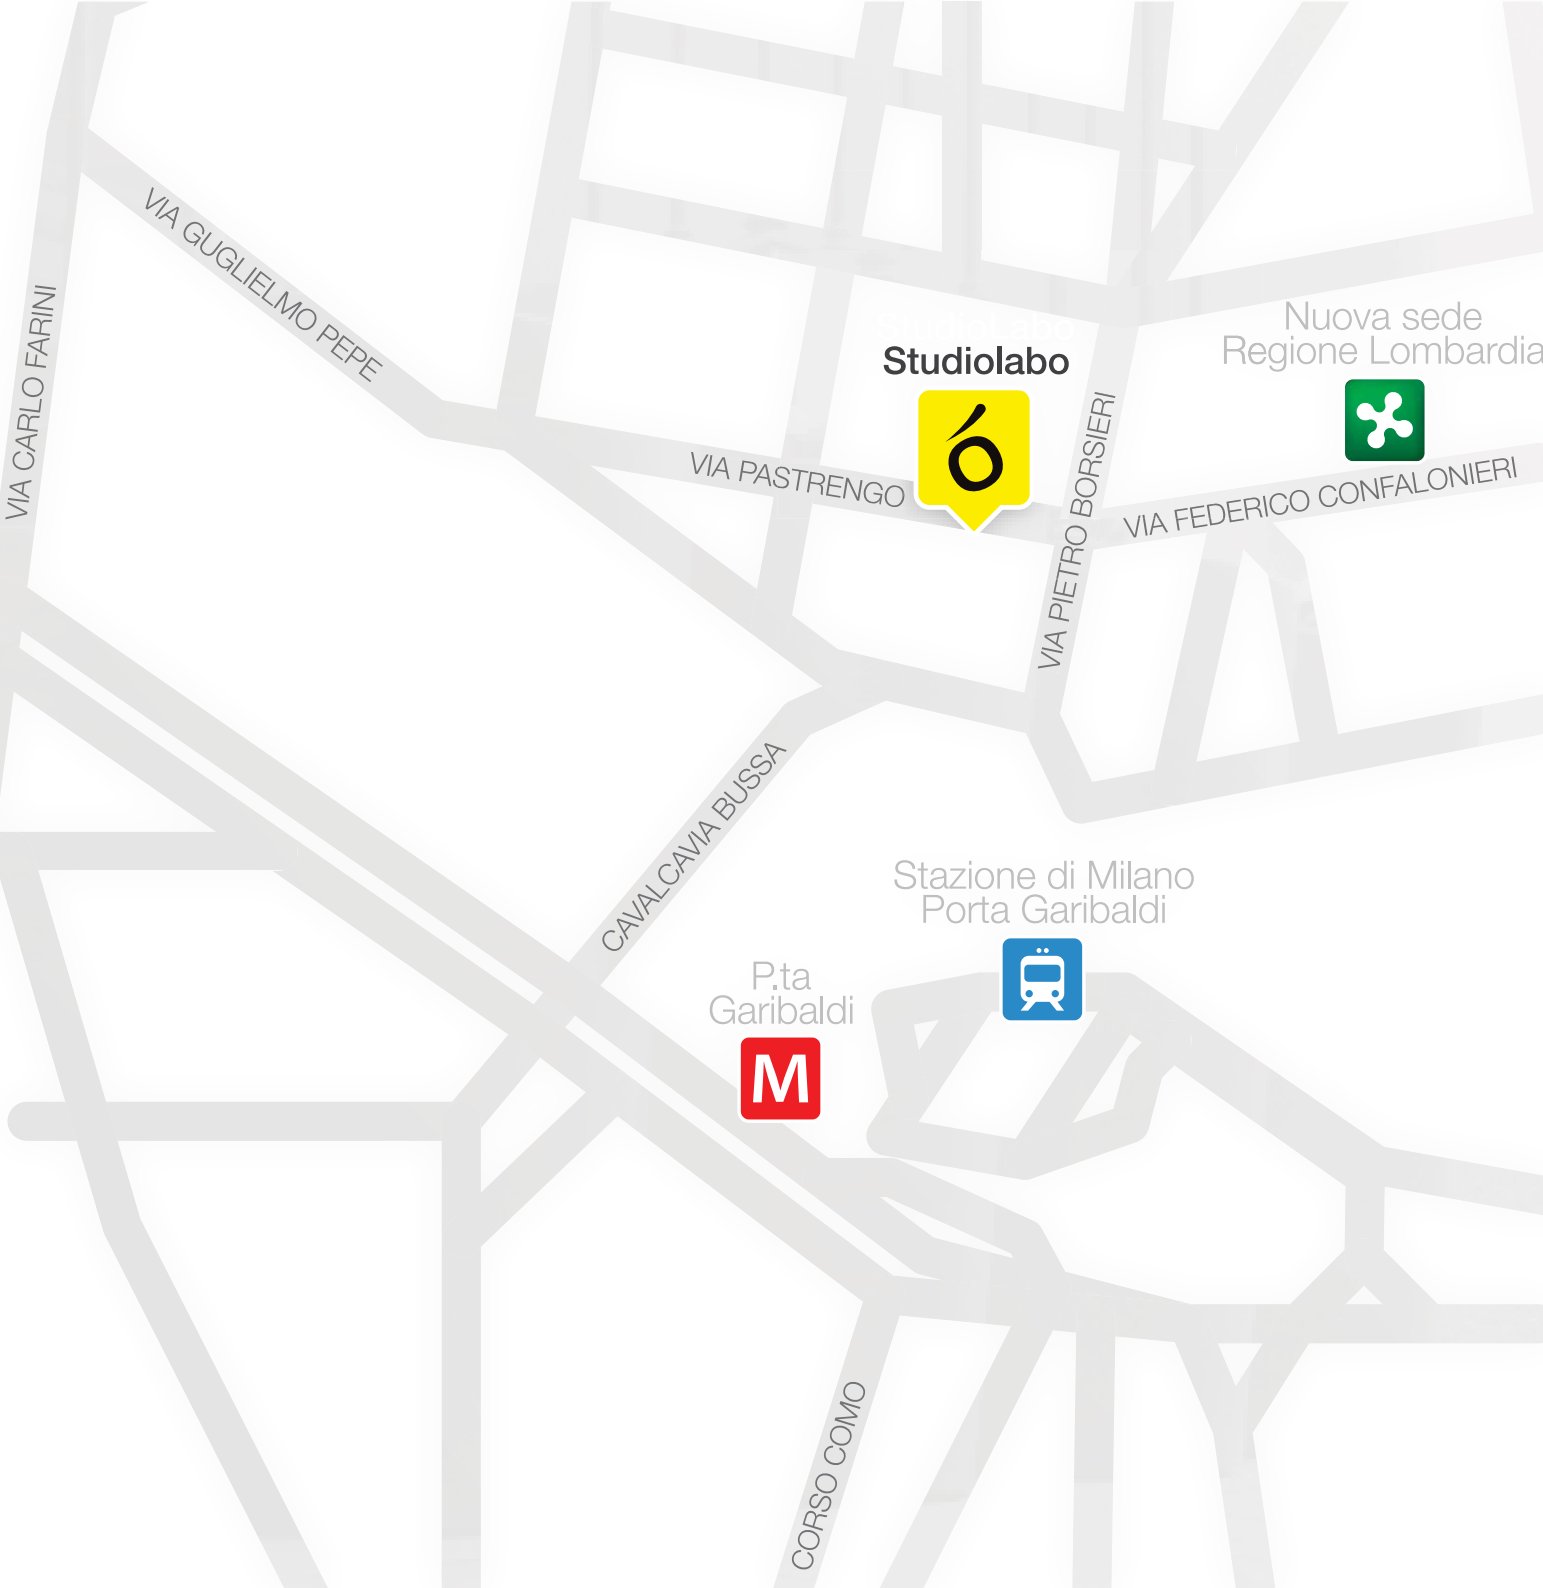 VIA GUGLIELMO PEPE
VIA CARLO FARINI
Nuova sede
Regione Lombardia
StudioLabo
Studiolabo
ó
VIA PASTRENGO
VIA PIETRO BORSIERI
VIA FEDERICO CONFALONIERI
CAVALCAVIA BUSSA
Stazione di Milano
Porta Garibaldi
P.ta
Garibaldi
M
CORSO COMO